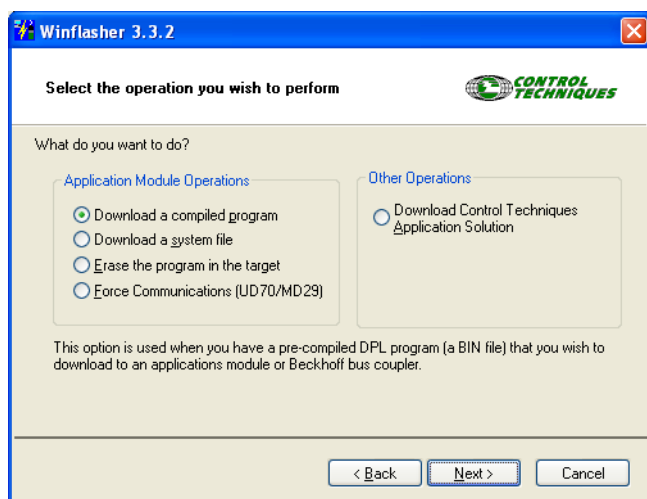 Winflasher 3.3.2
Select the operation you wish to perform
CONTROL
TECHNIQUES
What do you want to do?
Application Module Operations
Download a compiled program
Download a system file
Erase the program in the target
Force Communications (UD70/MD29)
Other Operations
Download Control Techniques
Application Solution
This option is used when you have a pre-compiled DPL program (a BIN file) that you wish to
download to an applications module or Beckhoff bus coupler.
< Back
Next >
Cancel